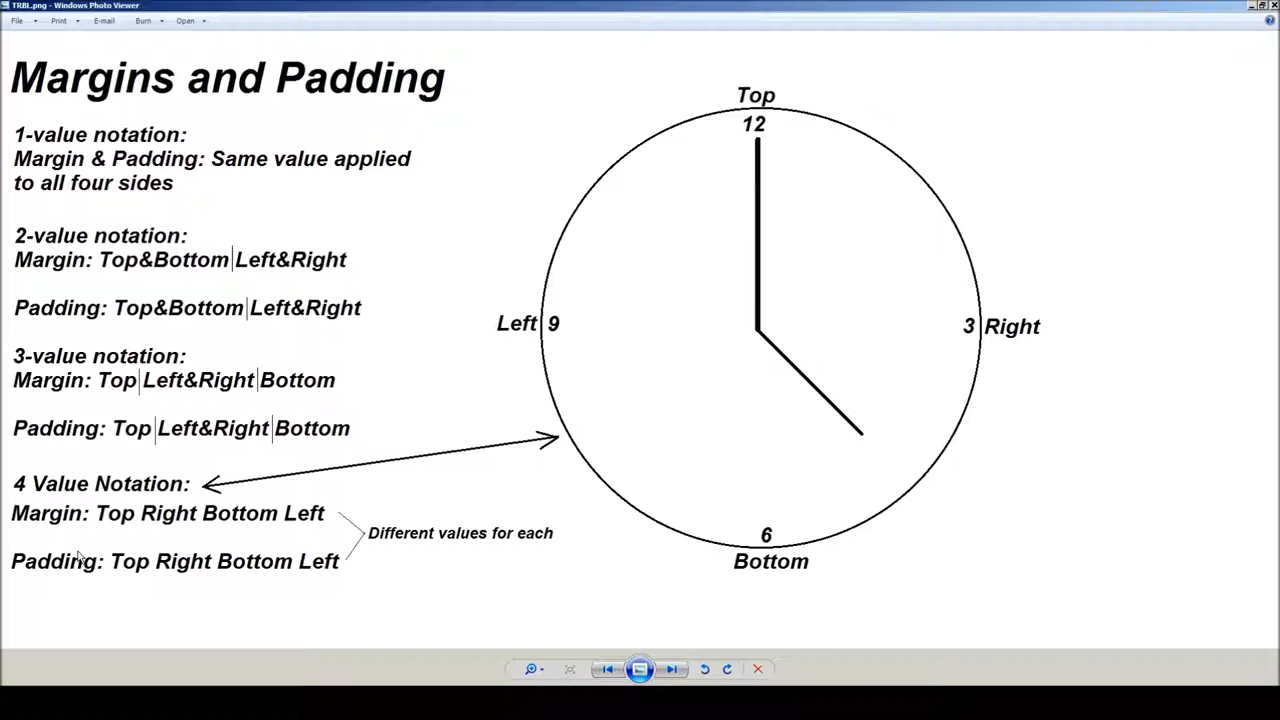 TRBL.png - Windows Photo Viewer
File Print E-mail Burn Open
Margins and Padding
1-value notation:
Margin & Padding: Same value applied
to all four sides
2-value notation:
Margin: Top&Bottom|Left&Right
Padding: Top&Bottom|Left&Right
3-value notation:
Margin: Top|Left&Right|Bottom
Padding: Top|Left&Right|Bottom
4 Value Notation:
Margin: Top Right Bottom Left
Different values for each
Padding: Top Right Bottom Left
Top
12
Left 9
3 Right
6
Bottom